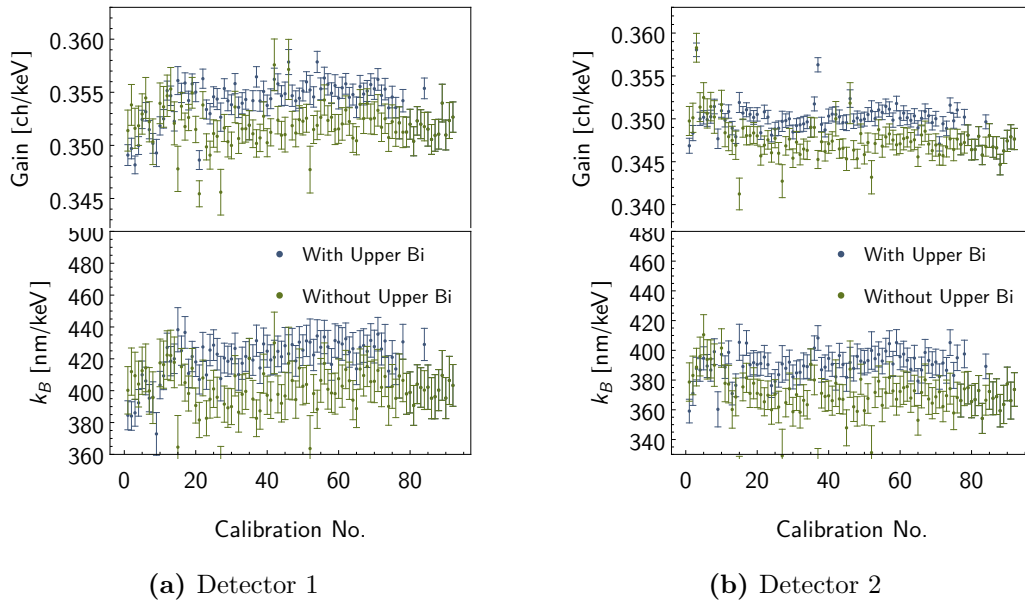 0.360
0.355
0.350
0.345
Gain [ch/keV]
500
480
460
440
420
400
380
360
k_B [nm/keV]
With Upper Bi
Without Upper Bi
0 20 40 60 80
Calibration No.
(a) Detector 1
0.360
0.355
0.350
0.345
0.340
Gain [ch/keV]
480
460
440
420
400
380
360
340
k_B [nm/keV]
With Upper Bi
Without Upper Bi
0 20 40 60 80
Calibration No.
(b) Detector 2